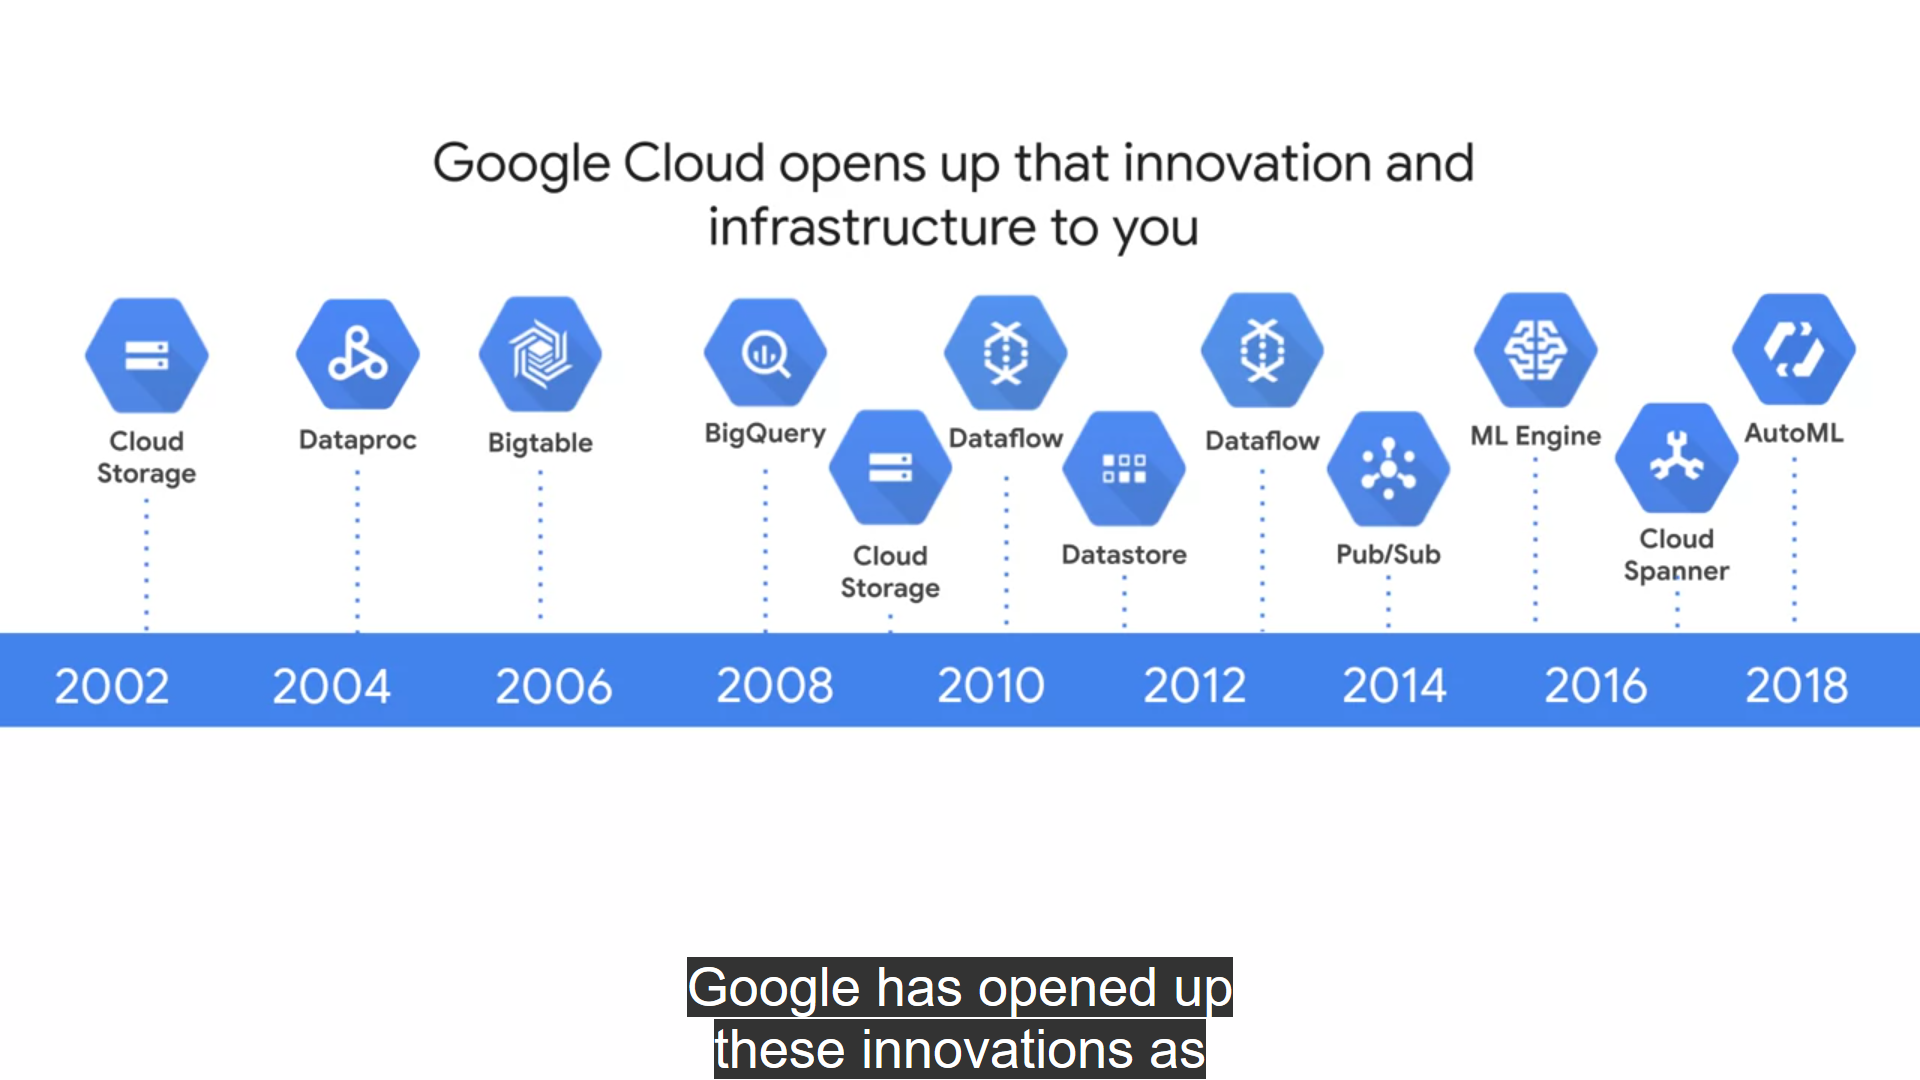 Google Cloud opens up that innovation and
infrastructure to you
Cloud
Storage
Dataproc
Bigtable
BigQuery
Cloud
Storage
Dataflow
Datastore
Dataflow
Pub/Sub
ML Engine
Cloud
Spanner
AutoML
2002 2004 2006 2008 2010 2012 2014 2016 2018
Google has opened up
these innovations as